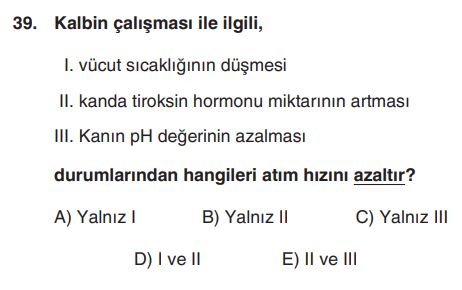 39. Kalbin çalışması ile ilgili,
I. vücut sıcaklığının düşmesi
II. kanda tiroksin hormonu miktarının artması
III. Kanın pH değerinin azalması
durumlarından hangileri atım hızını azaltır?
A) Yalnız I B) Yalnız II C) Yalnız III
D) I ve II E) II ve III